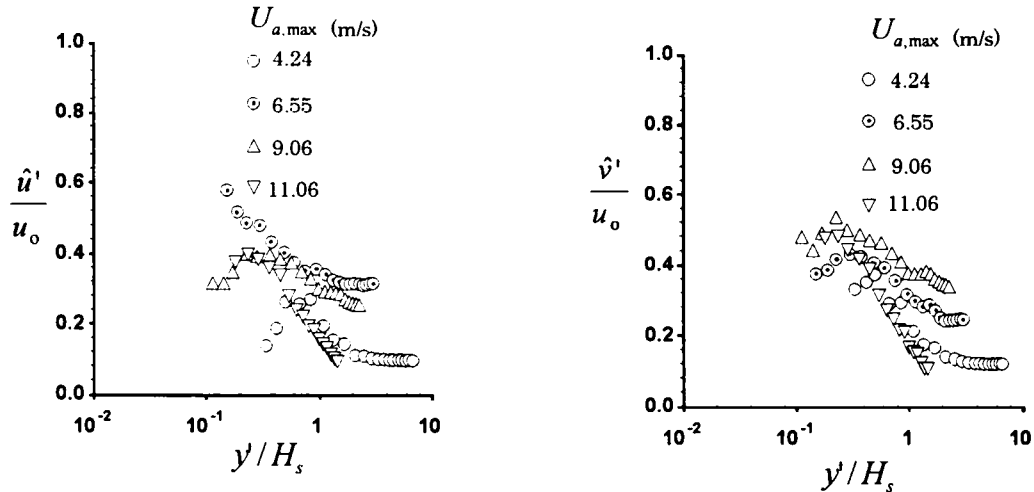 U_{a,max} (m/s)
○ 4.24
⊙ 6.55
△ 9.06
▽ 11.06
1.0
0.8
0.6
0.4
0.2
0.0
û' / u_o
10^{-2} 10^{-1} 1 10
y' / H_s
U_{a,max} (m/s)
○ 4.24
⊙ 6.55
△ 9.06
▽ 11.06
1.0
0.8
0.6
0.4
0.2
0.0
v̂' / u_o
10^{-2} 10^{-1} 1 10
y' / H_s